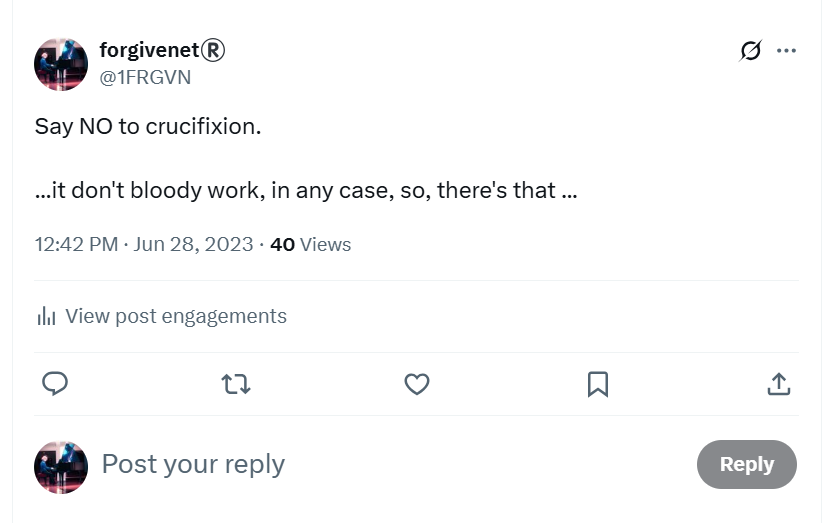 forgivenet®
@1FRGVN
Say NO to crucifixion.
...it don't bloody work, in any case, so, there's that ...
12:42 PM · Jun 28, 2023 · 40 Views
View post engagements
Post your reply
Reply